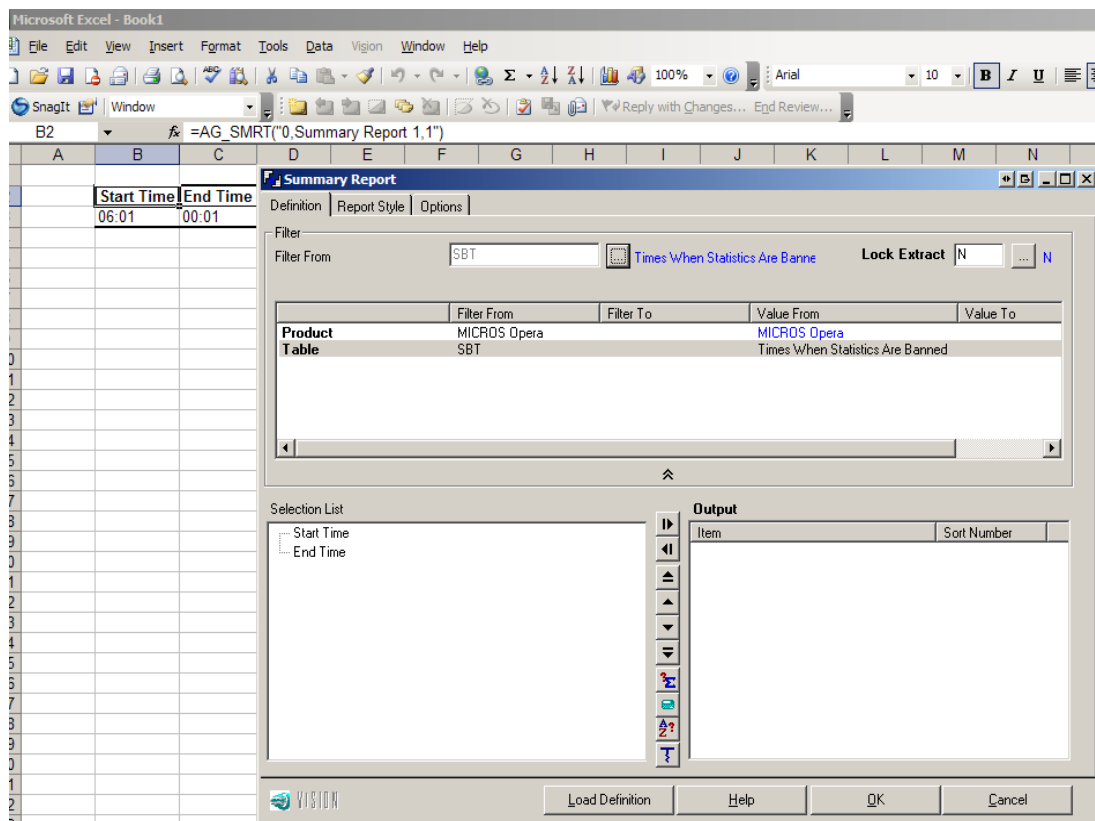 Microsoft Excel - Book1
File Edit View Insert Format Tools Data Vision Window Help
100% Arial 10 B I U
SnagIt Window Reply with Changes... End Review...
B2 fx =AG_SMRT("0,Summary Report 1,1")
A B C D E F G H I J K L M N
Start Time End Time
06:01 00:01
Summary Report
Definition Report Style Options
Filter
Filter From SBT ... Times When Statistics Are Banne Lock Extract N ... N
Filter From Filter To Value From Value To
Product MICROS Opera MICROS Opera
Table SBT Times When Statistics Are Banned
Selection List
Start Time
End Time
Output
Item Sort Number
VISION
Load Definition Help OK Cancel